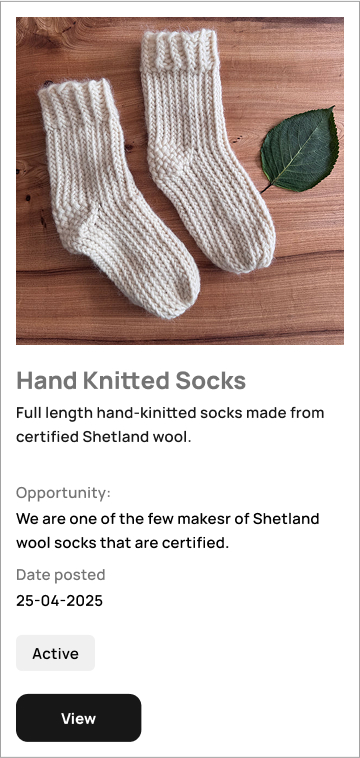 Hand Knitted Socks
Full length hand-kinitted socks made from
certified Shetland wool.
Opportunity:
We are one of the few makesr of Shetland
wool socks that are certified.
Date posted
25-04-2025
Active
View